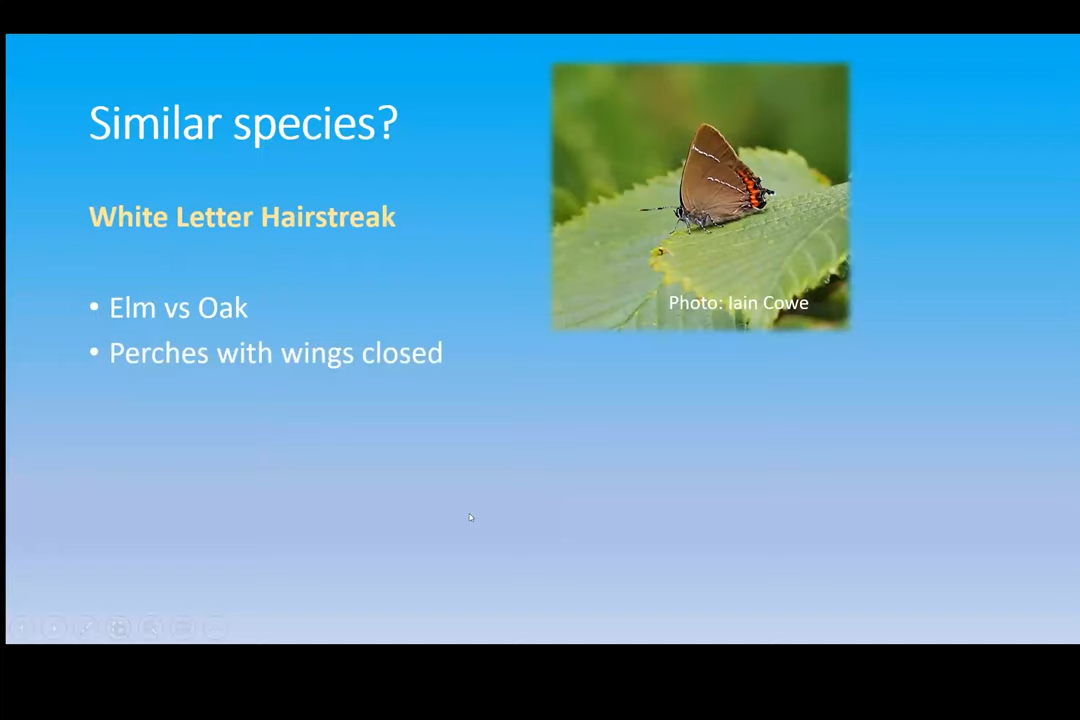 Similar species?
White Letter Hairstreak
• Elm vs Oak
• Perches with wings closed
Photo: Iain Cowe